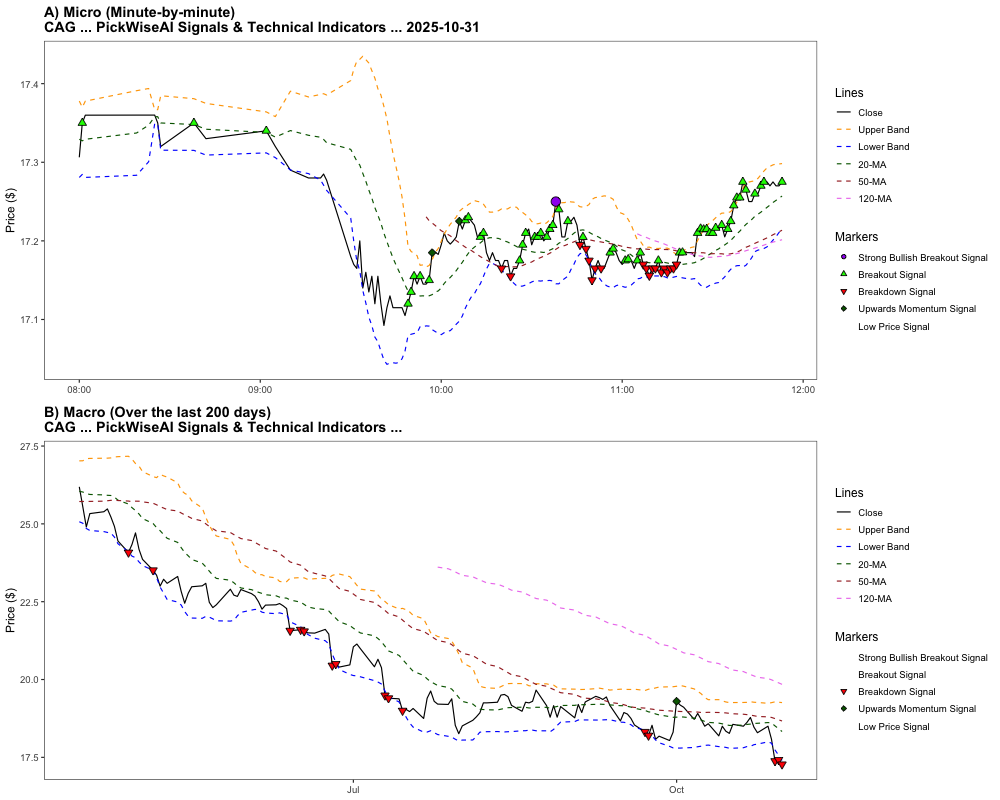 A) Micro (Minute-by-minute)
CAG ... PickWiseAI Signals & Technical Indicators ... 2025-10-31
Price ($)
17.4
17.3
17.2
17.1
08:00
09:00
10:00
11:00
12:00
Lines
Close
Upper Band
Lower Band
20-MA
50-MA
120-MA
Markers
Strong Bullish Breakout Signal
Breakout Signal
Breakdown Signal
Upwards Momentum Signal
Low Price Signal
B) Macro (Over the last 200 days)
CAG ... PickWiseAI Signals & Technical Indicators ...
Price ($)
27.5
25.0
22.5
20.0
17.5
Jul
Oct
Lines
Close
Upper Band
Lower Band
20-MA
50-MA
120-MA
Markers
Strong Bullish Breakout Signal
Breakout Signal
Breakdown Signal
Upwards Momentum Signal
Low Price Signal